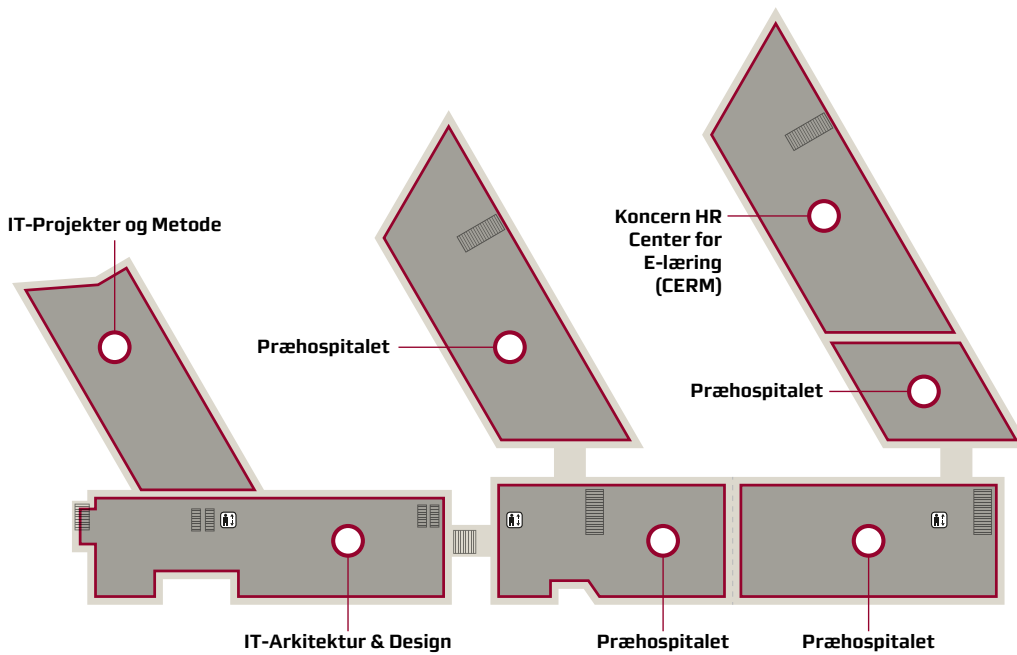 IT-Projekter og Metode
Koncern HR
Center for
E-læring
(CERM)
Præhospitalet
Præhospitalet
IT-Arkitektur & Design
Præhospitalet
Præhospitalet